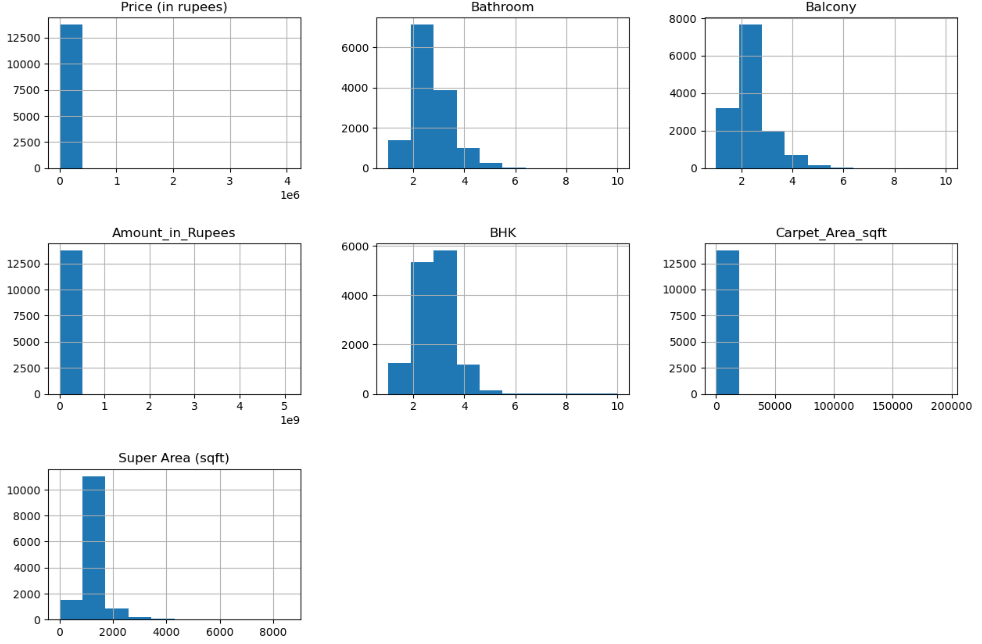 Price (in rupees)
12500
10000
7500
5000
2500
0
0 1 2 3 4
1e6
Bathroom
6000
4000
2000
0
2 4 6 8 10
Balcony
8000
6000
4000
2000
0
2 4 6 8 10
Amount_in_Rupees
12500
10000
7500
5000
2500
0
0 1 2 3 4 5
1e9
BHK
6000
4000
2000
0
2 4 6 8 10
Carpet_Area_sqft
12500
10000
7500
5000
2500
0
0 50000 100000 150000 200000
Super Area (sqft)
10000
8000
6000
4000
2000
0
0 2000 4000 6000 8000